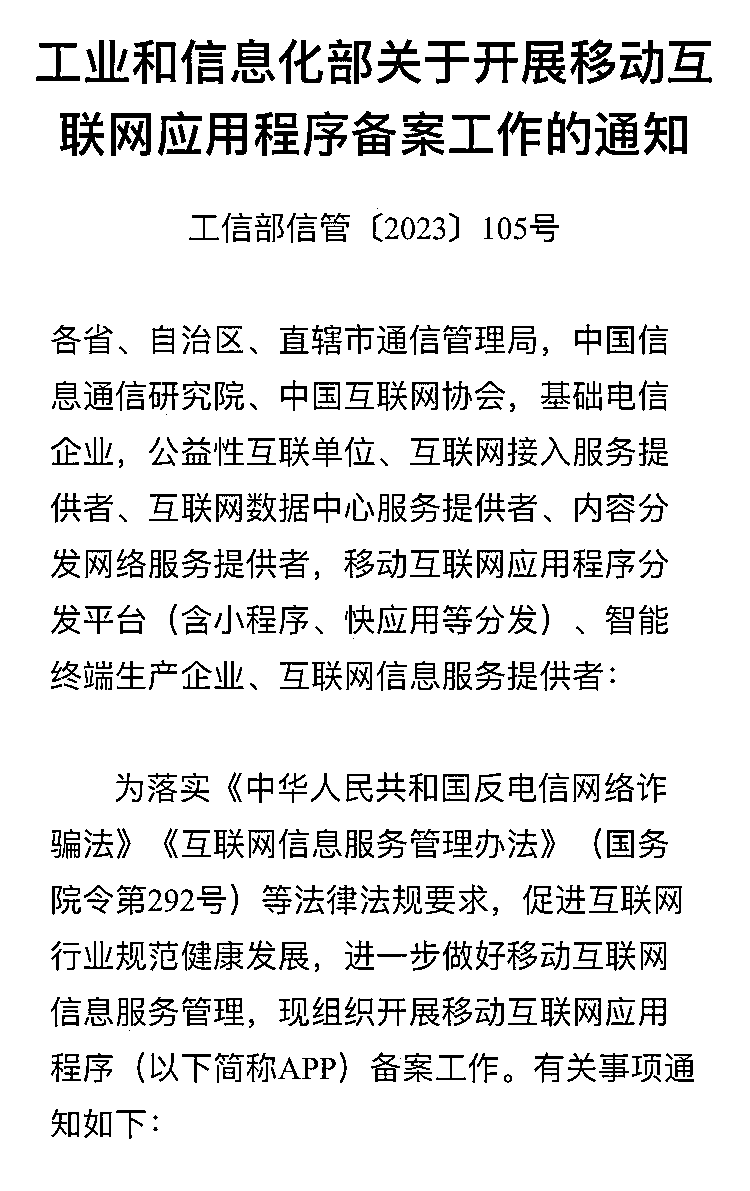 工业和信息化部关于开展移动互
联网应用程序备案工作的通知
工信部信管〔2023〕105号
各省、自治区、直辖市通信管理局，中国信
息通信研究院、中国互联网协会，基础电信
企业，公益性互联单位、互联网接入服务提
供者、互联网数据中心服务提供者、内容分
发网络服务提供者，移动互联网应用程序分
发平台（含小程序、快应用等分发）、智能
终端生产企业、互联网信息服务提供者：
为落实《中华人民共和国反电信网络诈
骗法》《互联网信息服务管理办法》（国务
院令第292号）等法律法规要求，促进互联网
行业规范健康发展，进一步做好移动互联网
信息服务管理，现组织开展移动互联网应用
程序（以下简称APP）备案工作。有关事项通
知如下：